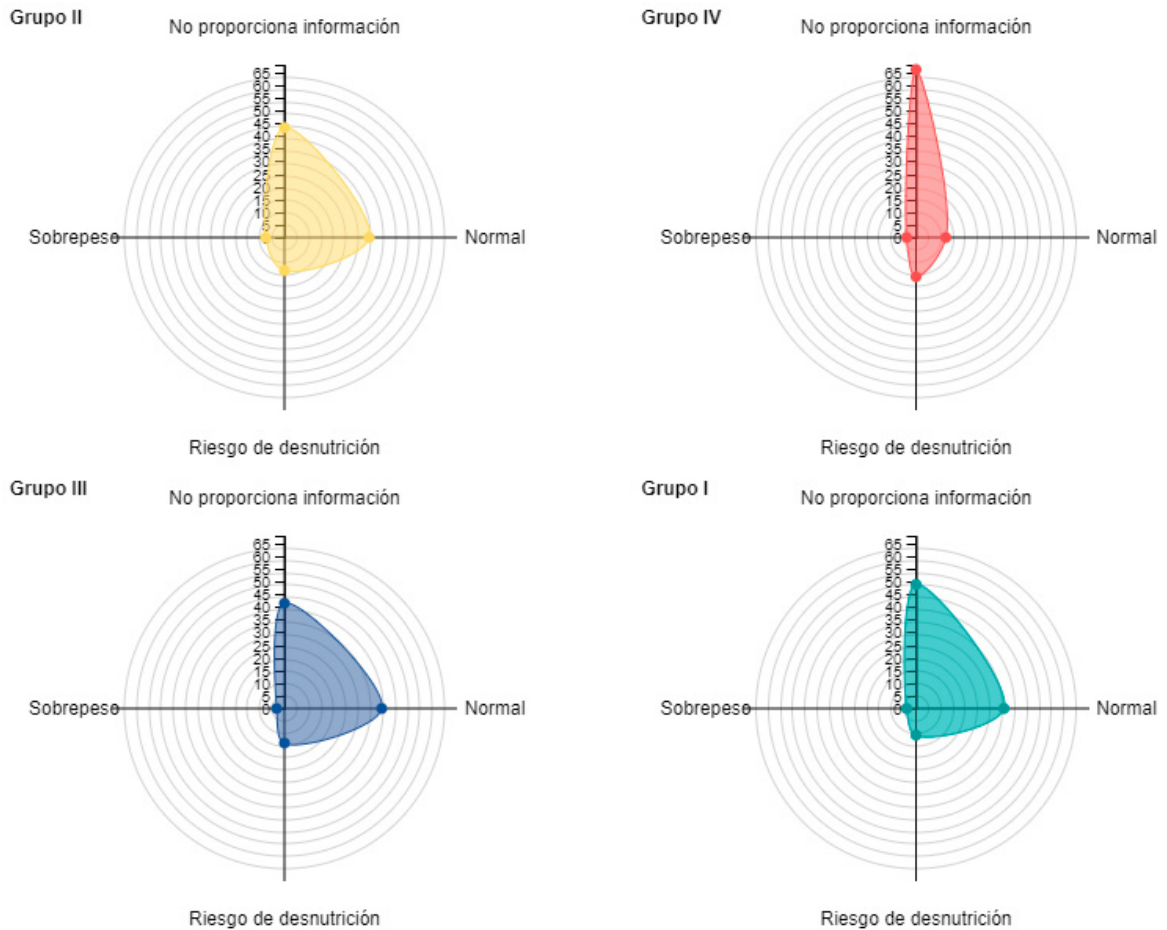 Grupo II
No proporciona información
65
60
55
50
45
40
35
30
25
20
15
10
5
0
Sobrepeso
Normal
Riesgo de desnutrición
Grupo IV
No proporciona información
65
60
55
50
45
40
35
30
25
20
15
10
5
0
Sobrepeso
Normal
Riesgo de desnutrición
Grupo III
No proporciona información
65
60
55
50
45
40
35
30
25
20
15
10
5
0
Sobrepeso
Normal
Riesgo de desnutrición
Grupo I
No proporciona información
65
60
55
50
45
40
35
30
25
20
15
10
5
0
Sobrepeso
Normal
Riesgo de desnutrición